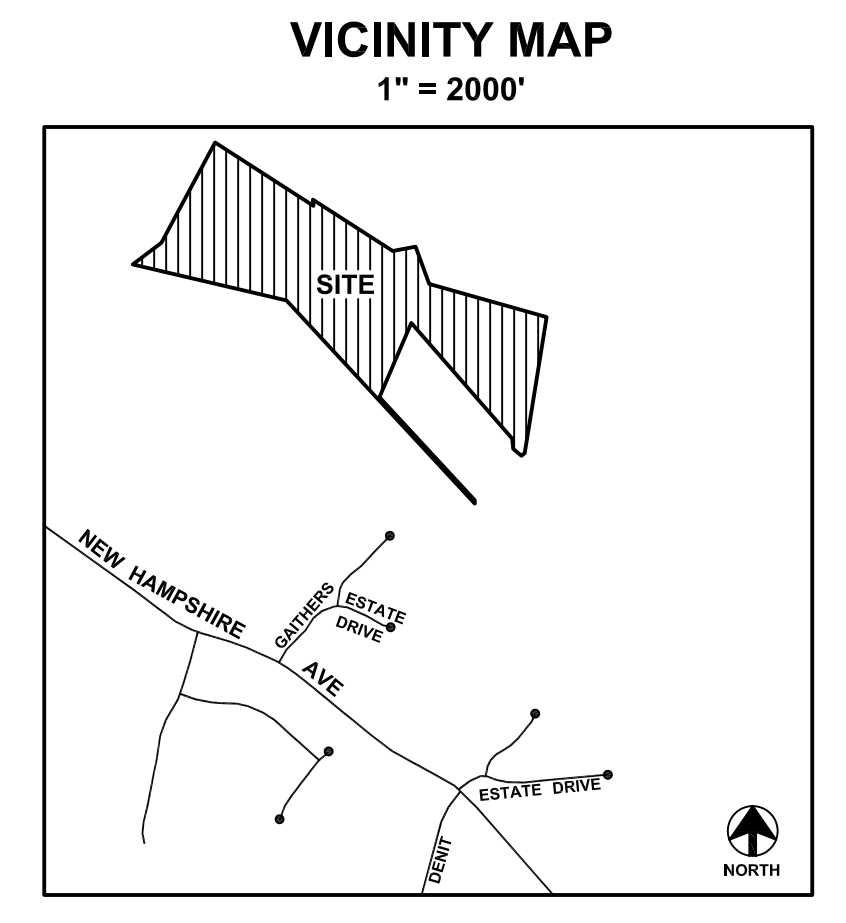 VICINITY MAP
1" = 2000'
SITE
NEW HAMPSHIRE
AVE
GAITHERS
ESTATE
DRIVE
ESTATE DRIVE
DENIT
NORTH